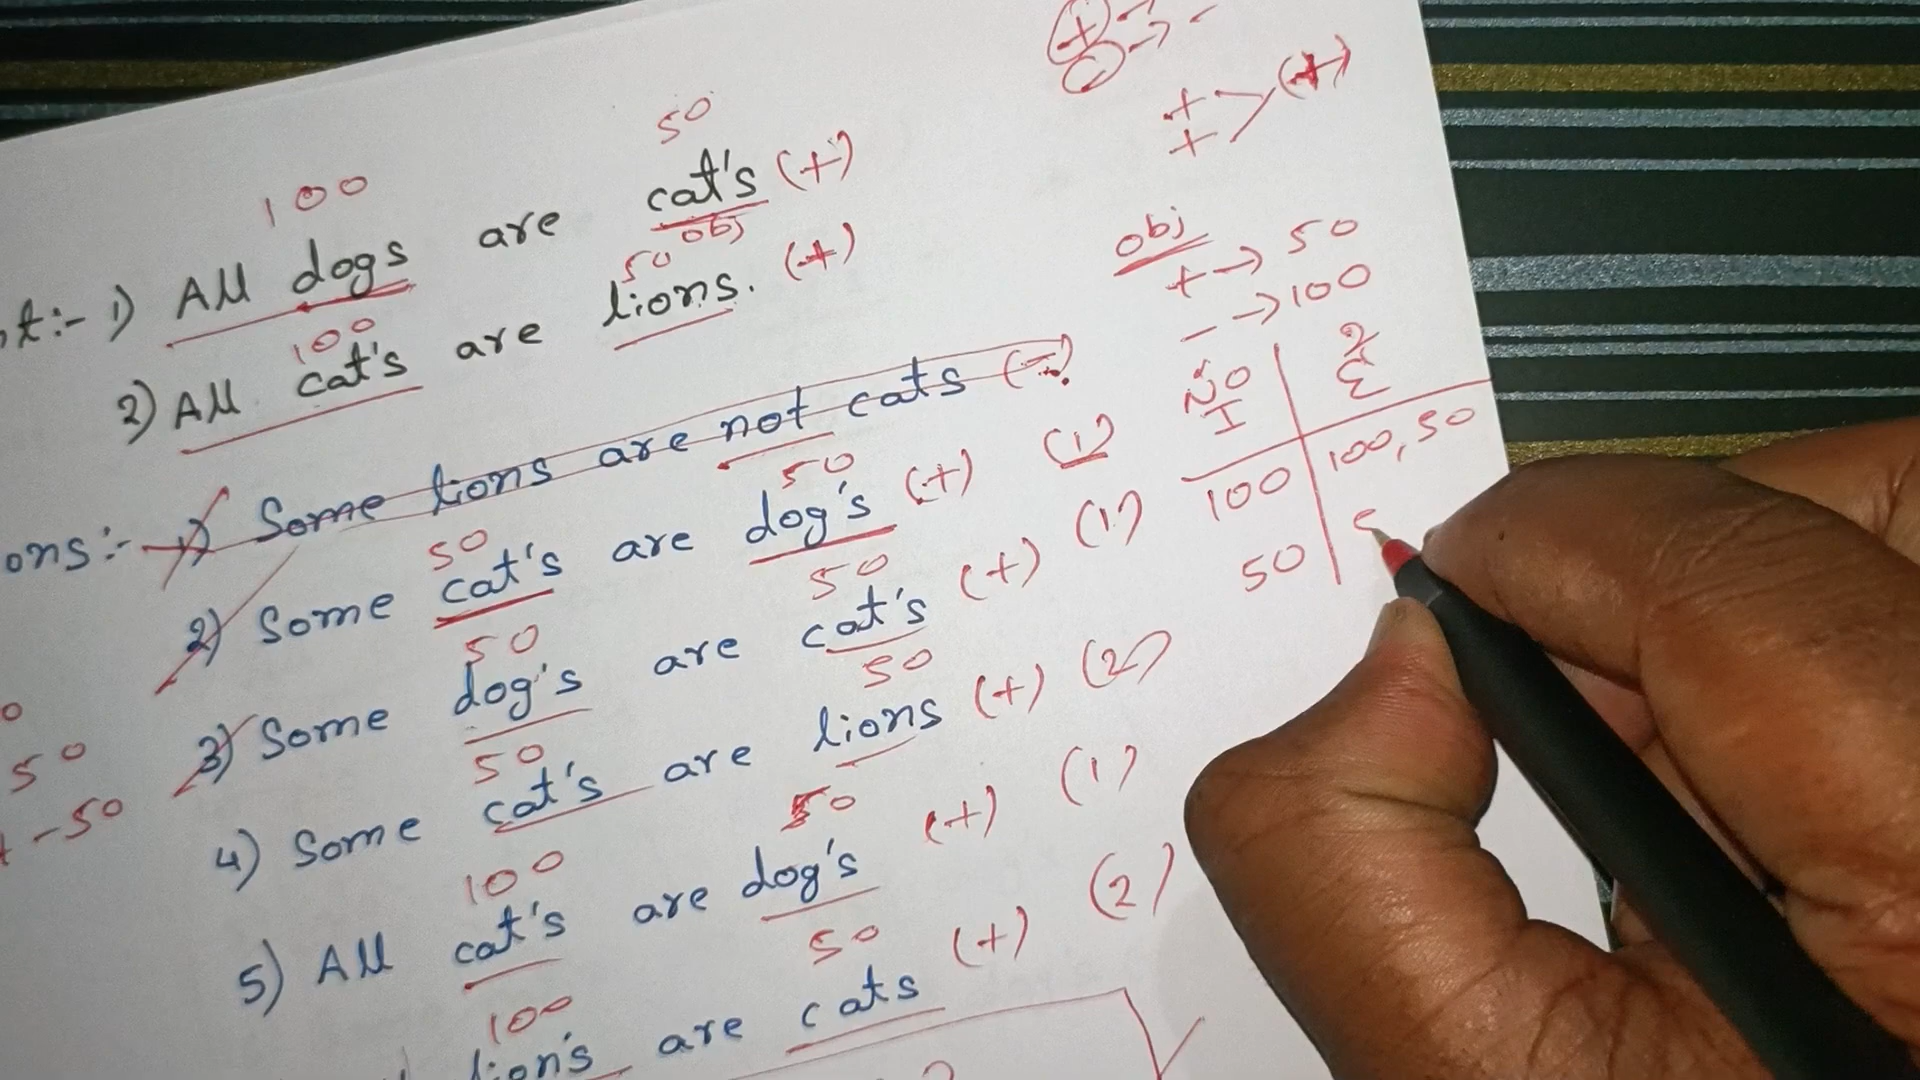 50
100
1) All dogs are cat's (+)
obj
100
50
2) All cat's are lions. (+)
ons:- 1) Some lions are not cats (-)
50
50
2) Some cat's are dog's (+) (1)
50
50
3) Some dog's are cat's (+) (1)
50
50
4) Some cat's are lions (+) (2)
100
50
5) All cat's are dog's (+) (1)
100
50
lion's are cats (+) (2)
50
-50
+ -
+
+ (+)
obj
+ → 50
- → 100
I
100 100, 50
50